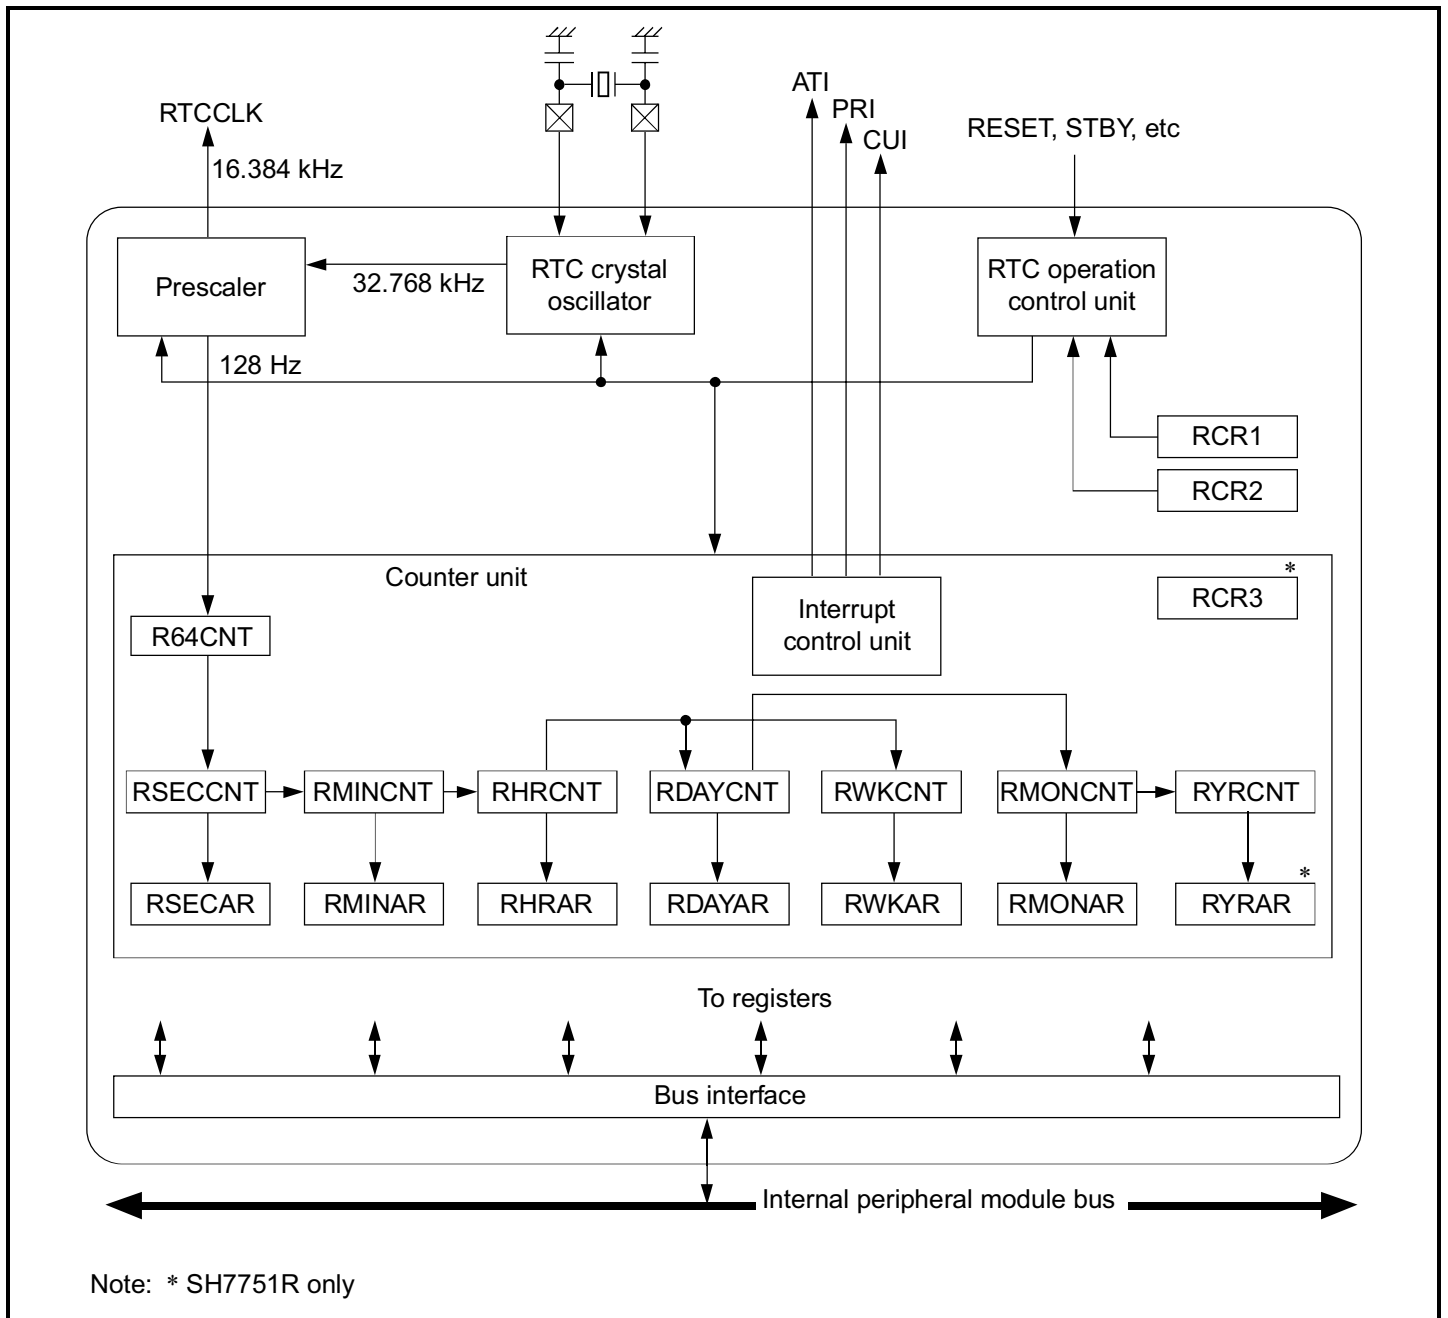 ATI
RTCCLK
PRI
CUI
RESET, STBY, etc
16.384 kHz
Prescaler
32.768 kHz
RTC crystal
oscillator
RTC operation
control unit
128 Hz
RCR1
RCR2
Counter unit
*
RCR3
Interrupt
control unit
R64CNT
RSECCNT
RMINCNT
RHRCNT
RDAYCNT
RWKCNT
RMONCNT
RYRCNT
*
RSECAR
RMINAR
RHRAR
RDAYAR
RWKAR
RMONAR
RYRAR
To registers
Bus interface
Internal peripheral module bus
Note: * SH7751R only